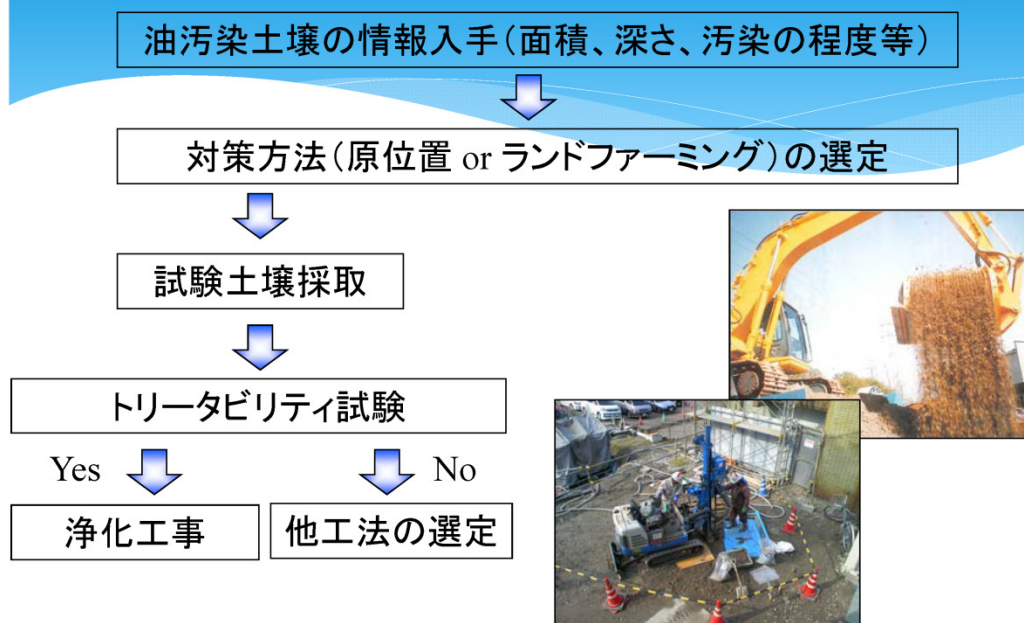 油汚染土壌の情報入手（面積、深さ、汚染の程度等）
対策方法（原位置 or ランドファーミング）の選定
試験土壌採取
トリータビリティ試験
Yes
No
浄化工事
他工法の選定